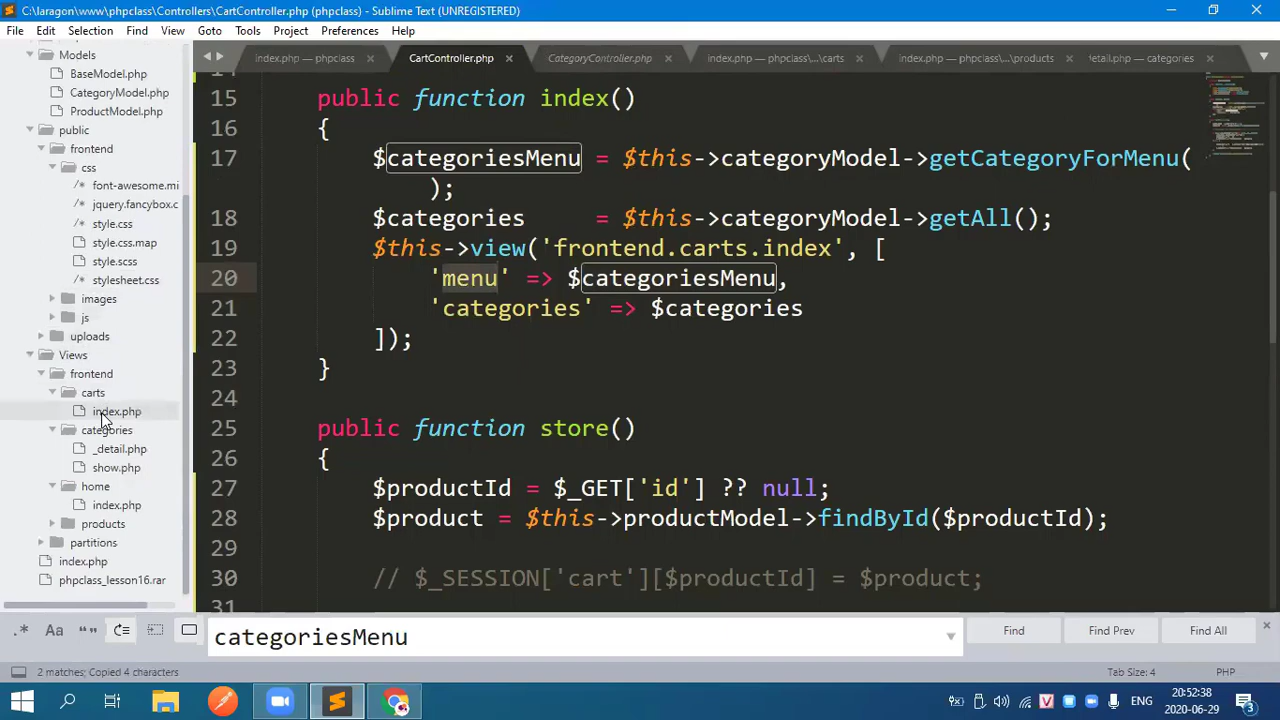 C:\laragon\www\phpclass\Controllers\CartController.php (phpclass) - Sublime Text (UNREGISTERED)
File Edit Selection Find View Goto Tools Project Preferences Help
Models
BaseModel.php
CategoryModel.php
ProductModel.php
public
frontend
css
font-awesome.mi
jquery.fancybox.c
style.css
style.css.map
style.scss
stylesheet.css
images
js
uploads
Views
frontend
carts
index.php
categories
_detail.php
show.php
home
index.php
products
partitions
index.php
phpclass_lesson16.rar
index.php — phpclass CartController.php CategoryController.php index.php — phpclass\...\carts index.php — phpclass\...\products etail.php — categories
15 public function index()
16 {
17 $categoriesMenu = $this->categoryModel->getCategoryForMenu(
);
18 $categories = $this->categoryModel->getAll();
19 $this->view('frontend.carts.index', [
20 'menu' => $categoriesMenu,
21 'categories' => $categories
22 ]);
23 }
24
25 public function store()
26 {
27 $productId = $_GET['id'] ?? null;
28 $product = $this->productModel->findById($productId);
29
30 // $_SESSION['cart'][$productId] = $product;
31
.* Aa “” categoriesMenu Find Find Prev Find All
2 matches; Copied 4 characters Tab Size: 4 PHP
ENG 20:52:38
2020-06-29 3